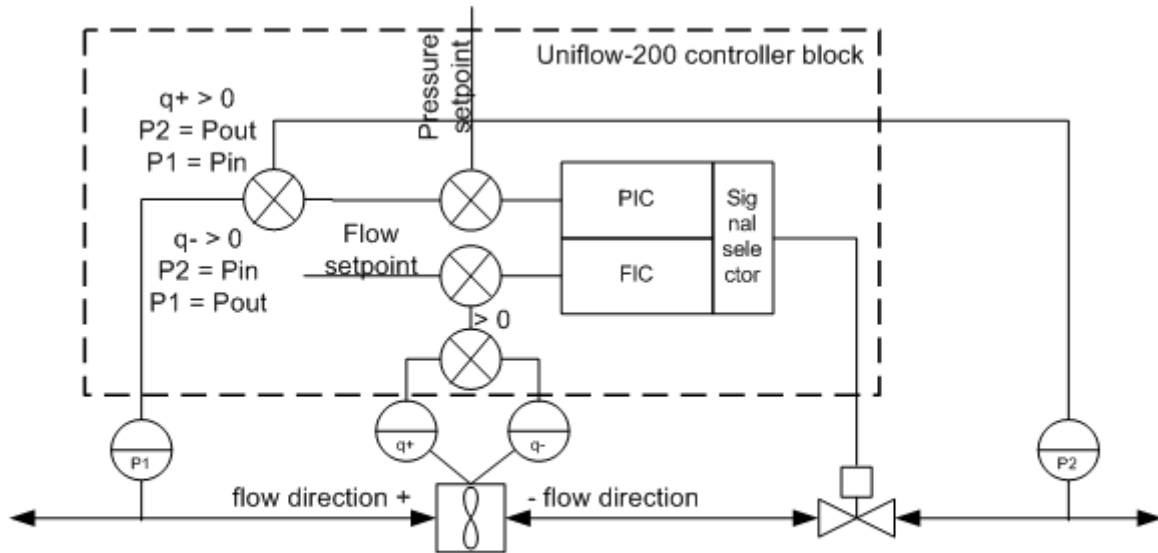 Uniflow-200 controller block
Pressure
setpoint
q+ > 0
P2 = Pout
P1 = Pin
PIC
Sig
nal
sele
ctor
q- > 0
P2 = Pin
P1 = Pout
Flow
setpoint
FIC
> 0
q+
q-
P1
P2
flow direction +
- flow direction